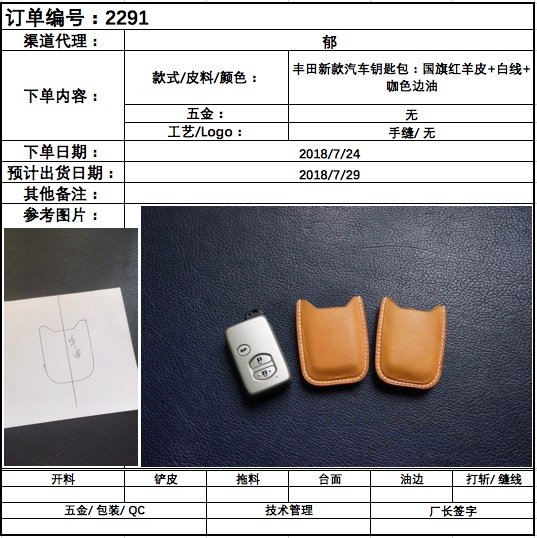 订单编号：2291
渠道代理： 郁
下单内容： 款式/皮料/颜色： 丰田新款汽车钥匙包：国旗红羊皮+白线+
咖色边油
五金： 无
工艺/Logo： 手缝/ 无
下单日期： 2018/7/24
预计出货日期： 2018/7/29
其他备注：
参考图片：
开料 铲皮 拖料 台面 油边 打斩/ 缝线
五金/ 包装/ QC 技术管理 厂长签字